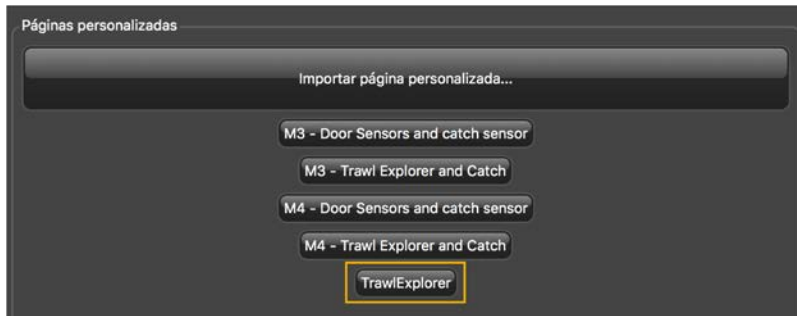 Páginas personalizadas
Importar página personalizada...
M3 - Door Sensors and catch sensor
M3 - Trawl Explorer and Catch
M4 - Door Sensors and catch sensor
M4 - Trawl Explorer and Catch
TrawlExplorer